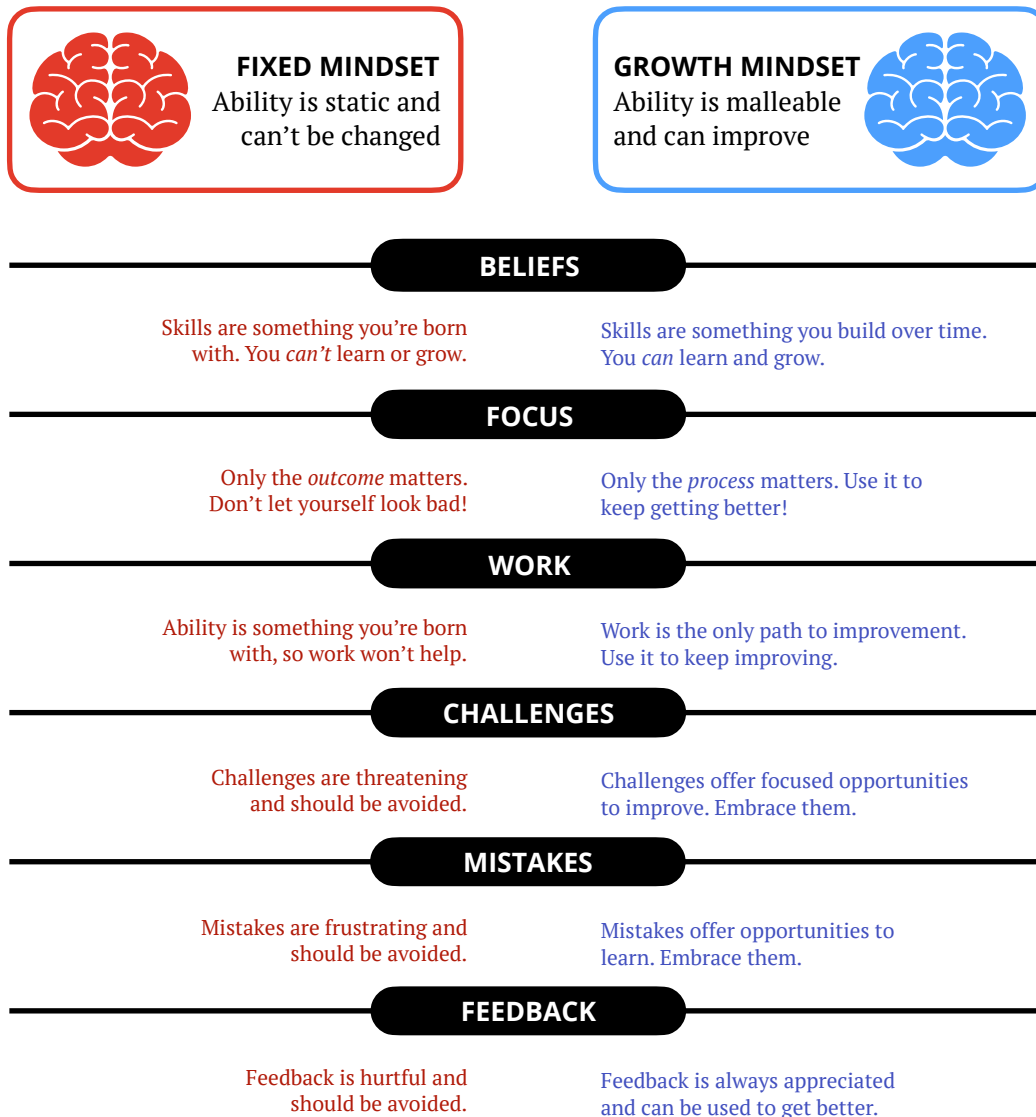 FIXED MINDSET
Ability is static and
can’t be changed
GROWTH MINDSET
Ability is malleable
and can improve
BELIEFS
Skills are something you’re born
with. You can’t learn or grow.
Skills are something you build over time.
You can learn and grow.
FOCUS
Only the outcome matters.
Don’t let yourself look bad!
Only the process matters. Use it to
keep getting better!
WORK
Ability is something you’re born
with, so work won’t help.
Work is the only path to improvement.
Use it to keep improving.
CHALLENGES
Challenges are threatening
and should be avoided.
Challenges offer focused opportunities
to improve. Embrace them.
MISTAKES
Mistakes are frustrating and
should be avoided.
Mistakes offer opportunities to
learn. Embrace them.
FEEDBACK
Feedback is hurtful and
should be avoided.
Feedback is always appreciated
and can be used to get better.